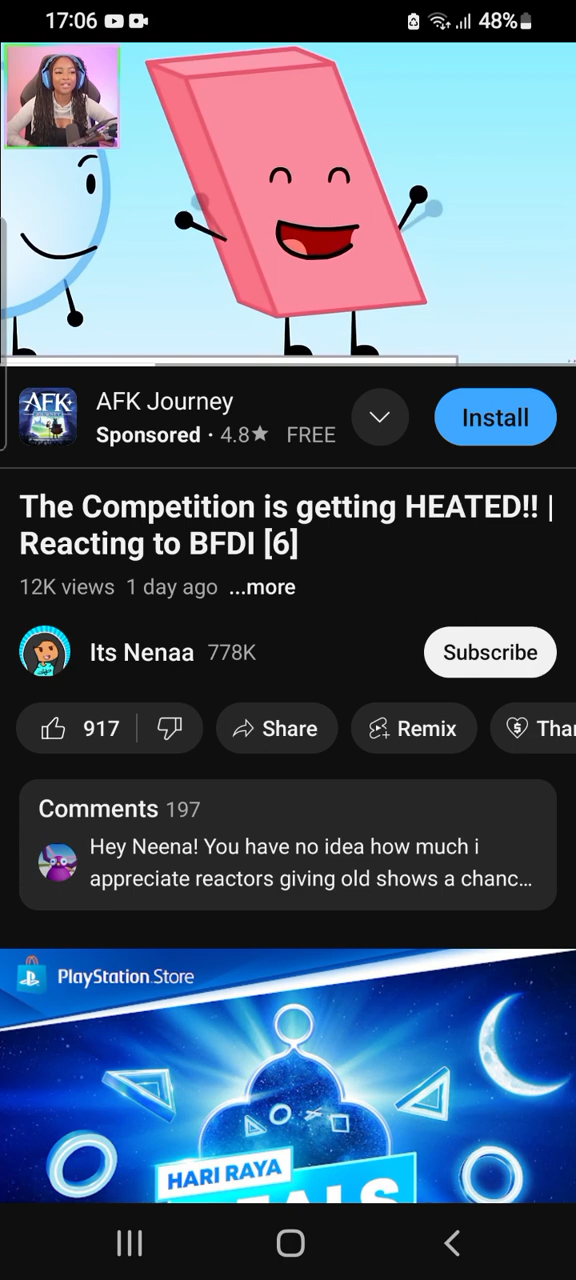 17:06 48%
AFK
AFK Journey
Sponsored · 4.8★ FREE
Install
The Competition is getting HEATED!! |
Reacting to BFDI [6]
12K views 1 day ago ...more
Its Nenaa 778K
Subscribe
917 Share Remix Than
Comments 197
Hey Neena! You have no idea how much i
appreciate reactors giving old shows a chanc...
PlayStation Store
HARI RAYA